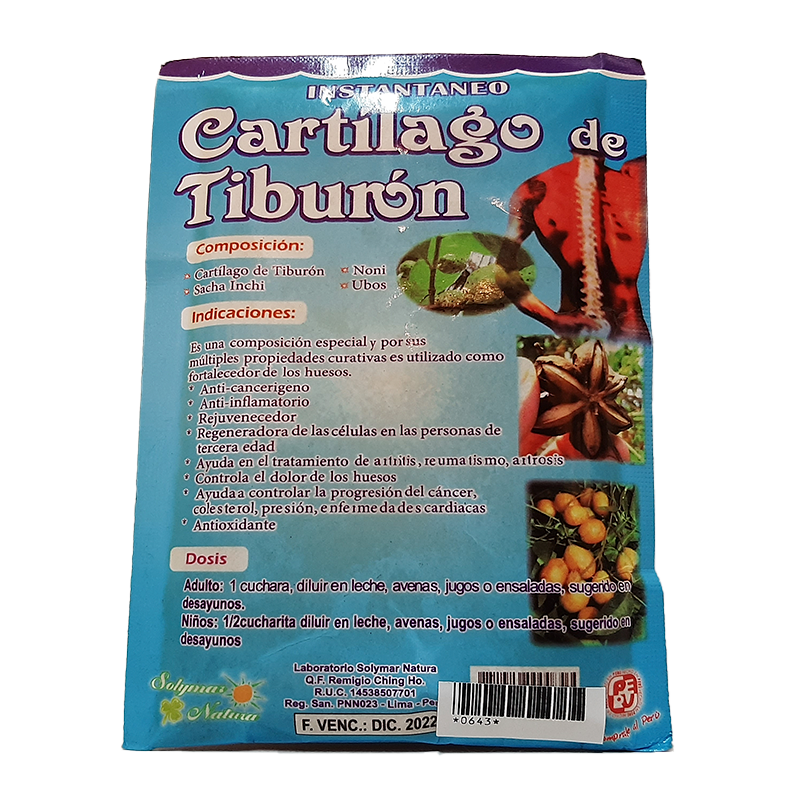 INSTANTANEO
Cartílago de
Tiburón
Composición:
Cartílago de Tiburón
Noni
Sacha Inchi
Ubos
Indicaciones:
Es una composición especial y por sus
múltiples propiedades curativas es utilizado como
fortalecedor de los huesos.
* Anti-cancerigeno
* Anti-inflamatorio
* Rejuvenecedor
* Regeneradora de las células en las personas de
tercera edad
* Ayuda en el tratamiento de artritis, reumatismo, artrosis
* Controla el dolor de los huesos
* Ayuda a controlar la progresión del cáncer,
colesterol, presión, enfermedades cardiacas
* Antioxidante
Dosis
Adulto: 1 cuchara, diluir en leche, avenas, jugos o ensaladas, sugerido en
desayunos.
Niños: 1/2cucharita diluir en leche, avenas, jugos o ensaladas, sugerido en
desayunos
Solymar
Natura
Laboratorio Solymar Natura
Q.F. Remigio Ching Ho.
R.U.C. 14538507701
Reg. San. PNN023 - Lima -
F. VENC.: DIC. 2022
*0643*
PERU
al Perú